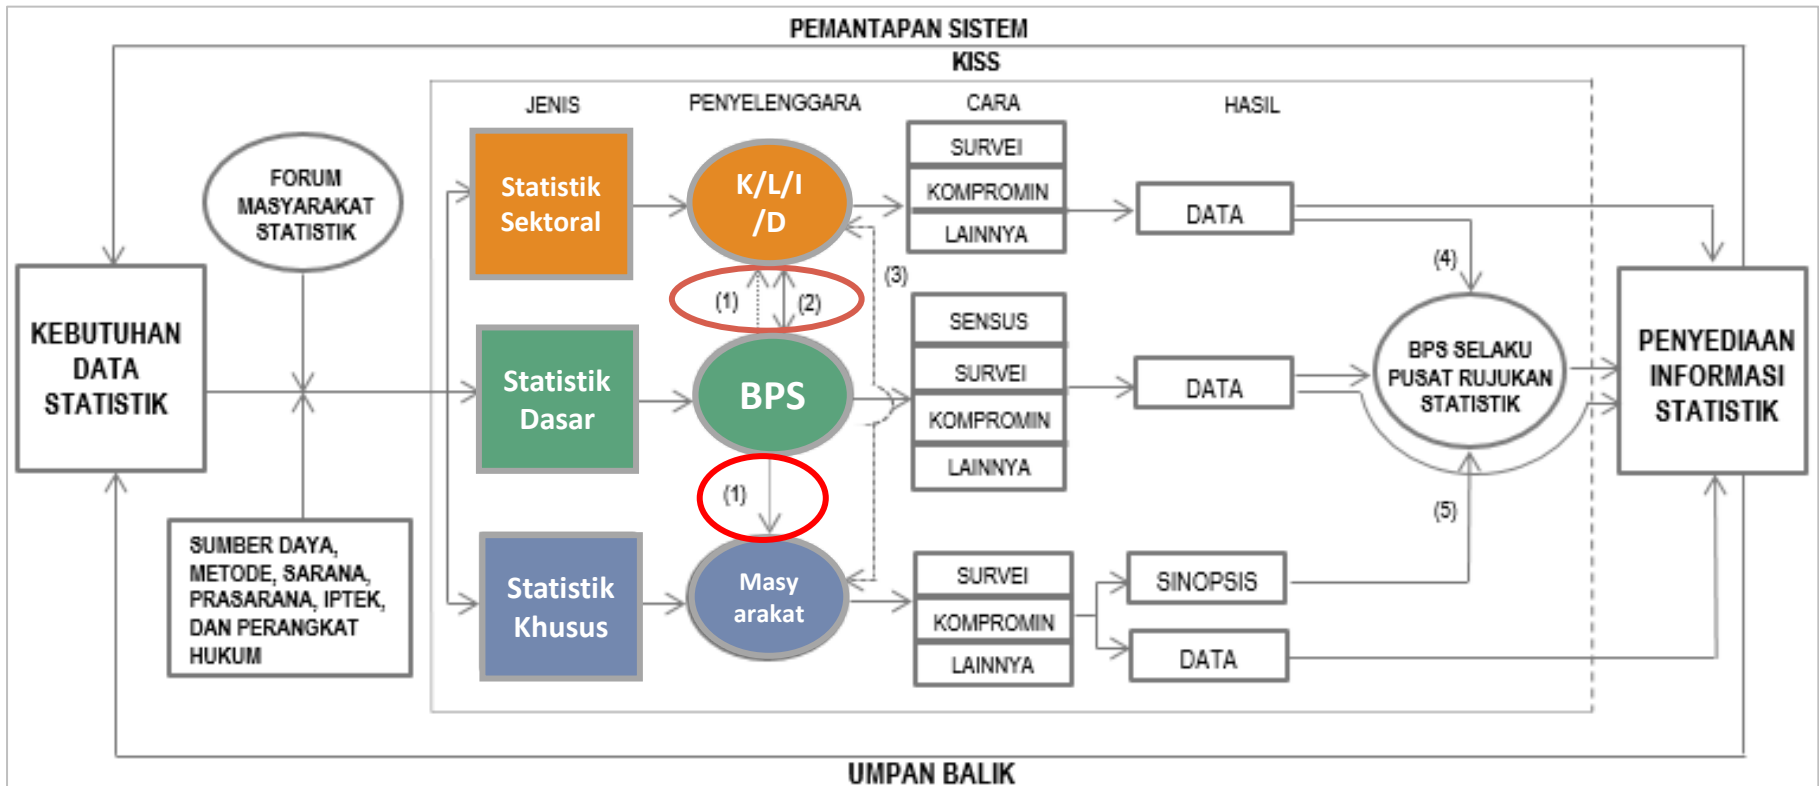 PEMANTAPAN SISTEM
KISS
JENIS
PENYELENGGARA
CARA
HASIL
FORUM
MASYARAKAT
STATISTIK
KEBUTUHAN
DATA
STATISTIK
SUMBER DAYA,
METODE, SARANA,
PRASARANA, IPTEK,
DAN PERANGKAT
HUKUM
Statistik
Sektoral
K/L/I
/D
SURVEI
KOMPROMIN
LAINNYA
DATA
(1)
(2)
(3)
(4)
Statistik
Dasar
BPS
SENSUS
SURVEI
KOMPROMIN
LAINNYA
DATA
BPS SELAKU
PUSAT RUJUKAN
STATISTIK
PENYEDIAAN
INFORMASI
STATISTIK
(1)
(5)
Statistik
Khusus
Masy
arakat
SURVEI
KOMPROMIN
LAINNYA
SINOPSIS
DATA
UMPAN BALIK